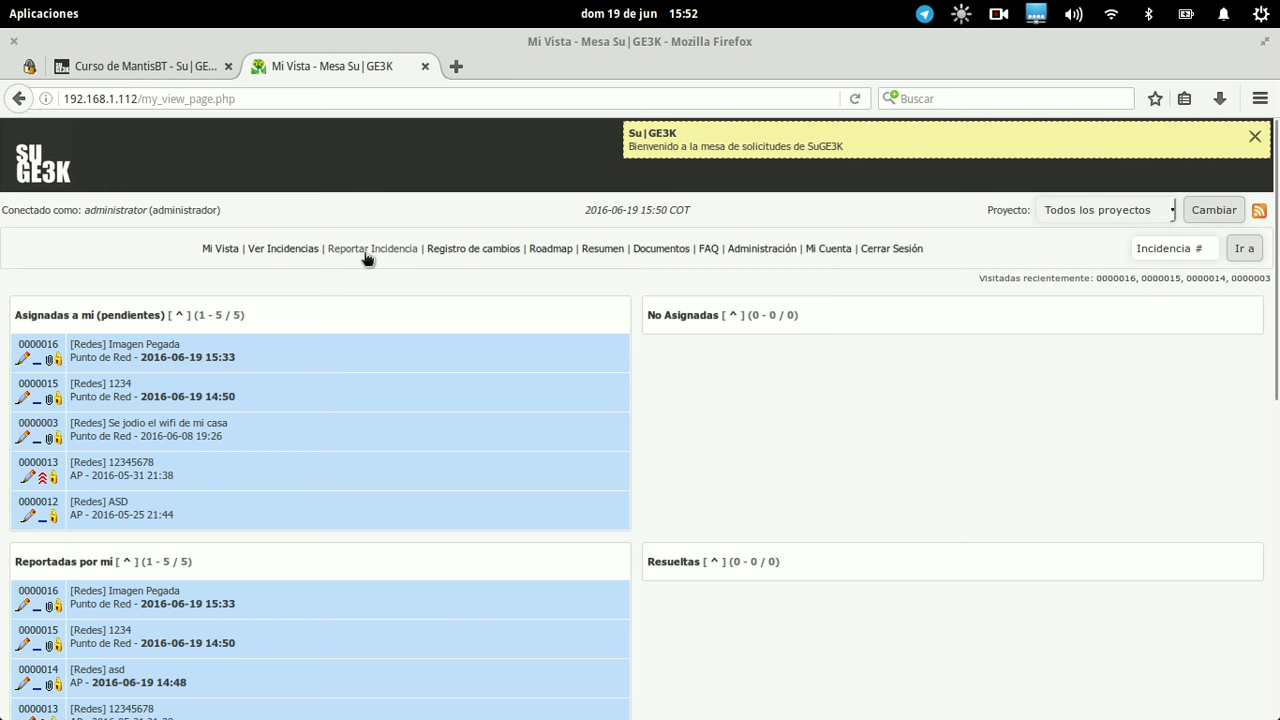 Aplicaciones
dom 19 de jun 15:52
Mi Vista - Mesa Su|GE3K - Mozilla Firefox
Curso de MantisBT - Su|GE...
Mi Vista - Mesa Su|GE3K
192.168.1.112/my_view_page.php
Buscar
SU
GE3K
Su|GE3K
Bienvenido a la mesa de solicitudes de SuGE3K
Conectado como: administrator (administrador)
2016-06-19 15:50 COT
Proyecto: Todos los proyectos Cambiar
Mi Vista | Ver Incidencias | Reportar Incidencia | Registro de cambios | Roadmap | Resumen | Documentos | FAQ | Administración | Mi Cuenta | Cerrar Sesión
Incidencia # Ir a
Visitadas recientemente: 0000016, 0000015, 0000014, 0000003
Asignadas a mí (pendientes) [ ^ ] (1 - 5 / 5)
0000016 [Redes] Imagen Pegada
Punto de Red - 2016-06-19 15:33
0000015 [Redes] 1234
Punto de Red - 2016-06-19 14:50
0000003 [Redes] Se jodio el wifi de mi casa
Punto de Red - 2016-06-08 19:26
0000013 [Redes] 12345678
AP - 2016-05-31 21:38
0000012 [Redes] ASD
AP - 2016-05-25 21:44
No Asignadas [ ^ ] (0 - 0 / 0)
Reportadas por mí [ ^ ] (1 - 5 / 5)
0000016 [Redes] Imagen Pegada
Punto de Red - 2016-06-19 15:33
0000015 [Redes] 1234
Punto de Red - 2016-06-19 14:50
0000014 [Redes] asd
AP - 2016-06-19 14:48
0000013 [Redes] 12345678
Resueltas [ ^ ] (0 - 0 / 0)